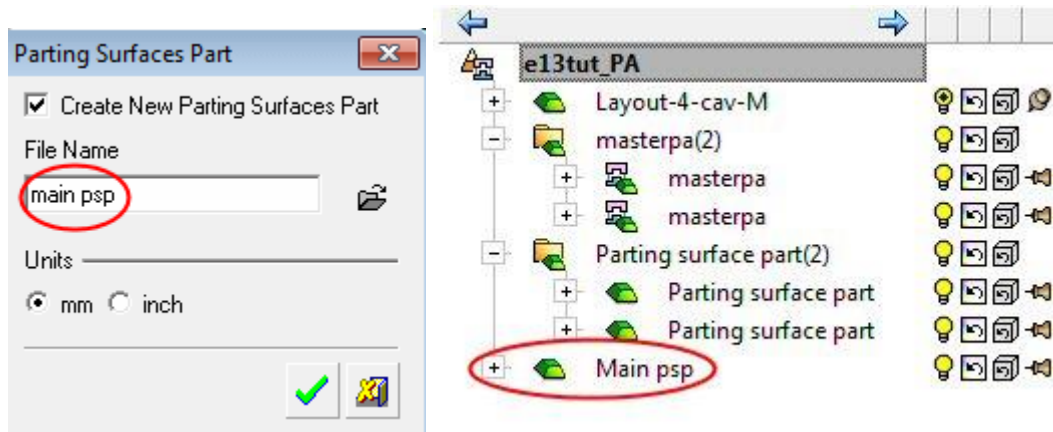 Parting Surfaces Part
Create New Parting Surfaces Part
File Name
main psp
Units
mm inch
e13tut_PA
Layout-4-cav-M
masterpa(2)
masterpa
masterpa
Parting surface part(2)
Parting surface part
Parting surface part
Main psp